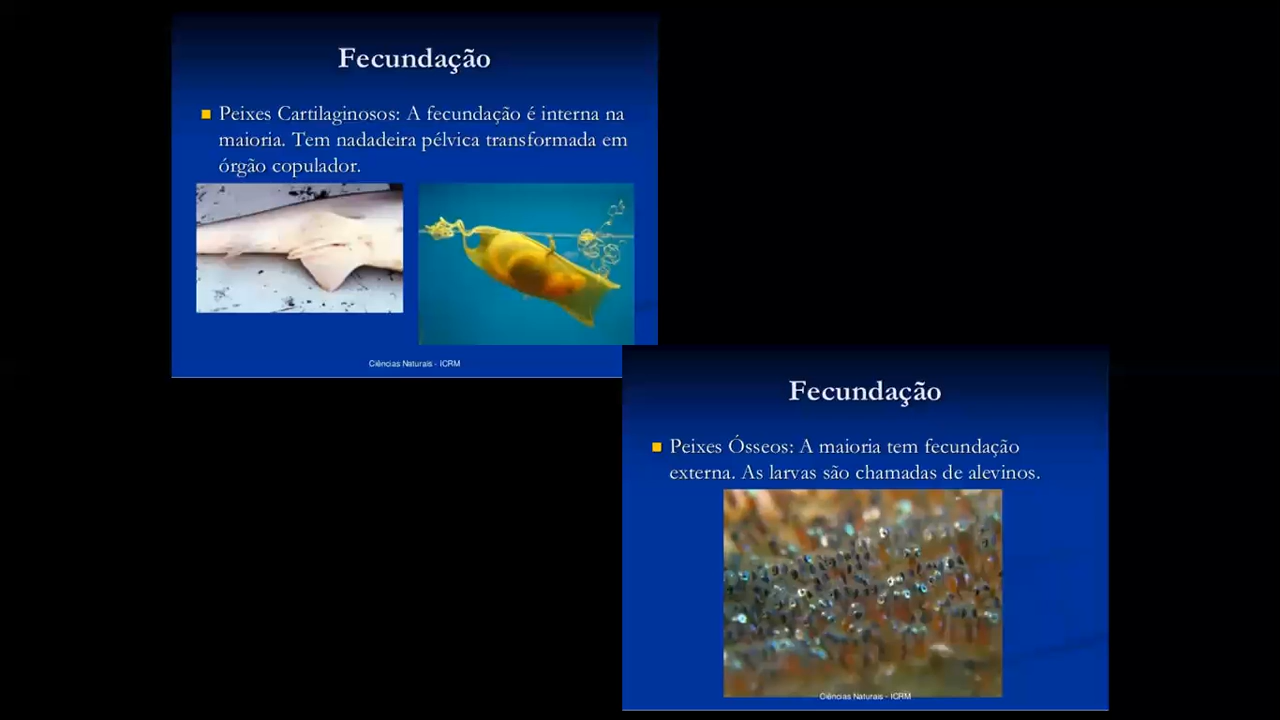 Fecundação
Peixes Cartilaginosos: A fecundação é interna na
maioria. Tem nadadeira pélvica transformada em
órgão copulador.
Ciências Naturais - ICRM
Fecundação
Peixes Ósseos: A maioria tem fecundação
externa. As larvas são chamadas de alevinos.
Ciências Naturais - ICRM